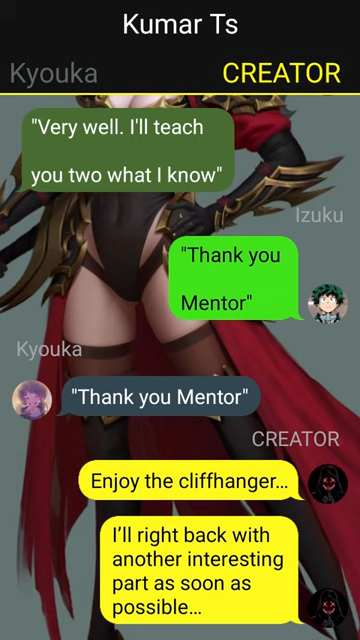 Kumar Ts
Kyouka
CREATOR
"Very well. I'll teach
you two what I know"
Izuku
"Thank you
Mentor"
Kyouka
"Thank you Mentor"
CREATOR
Enjoy the cliffhanger...
I’ll right back with
another interesting
part as soon as
possible...